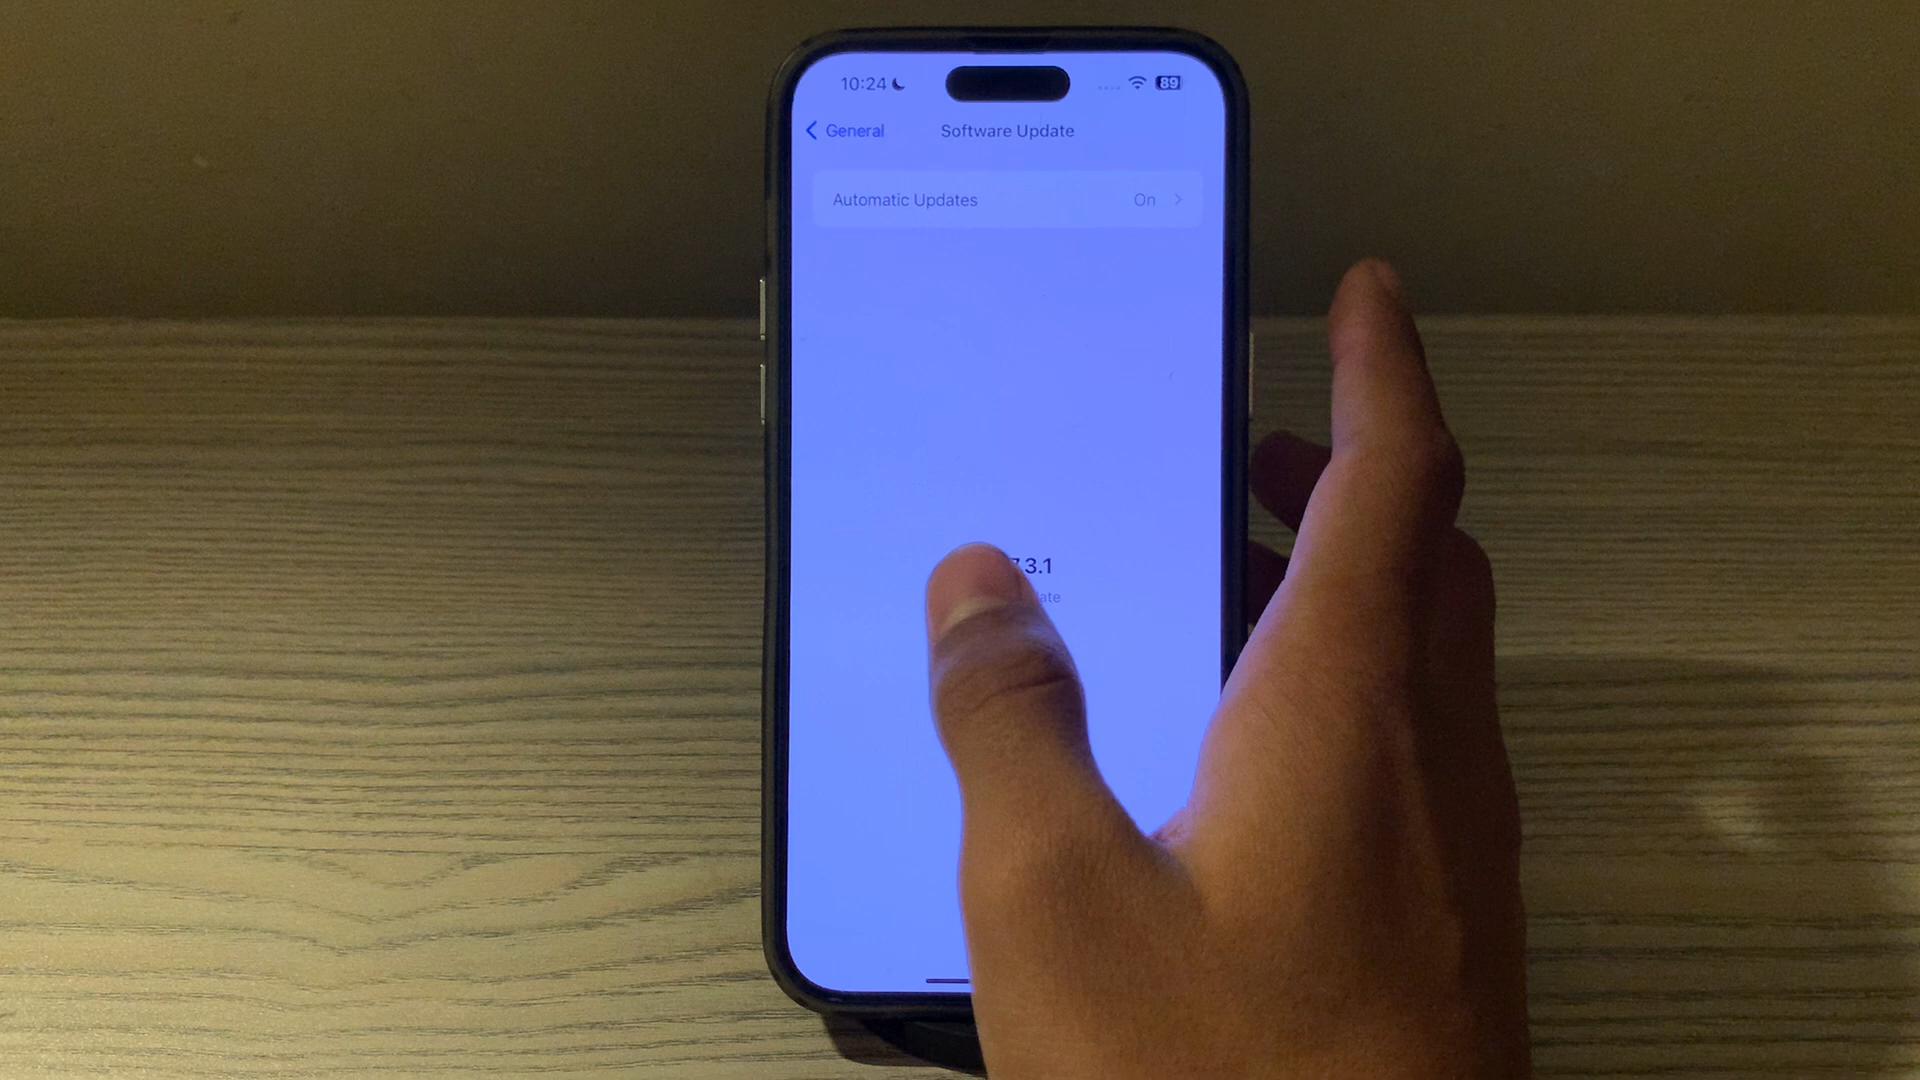 10:24
89
General
Software Update
Automatic Updates
On
.3.1